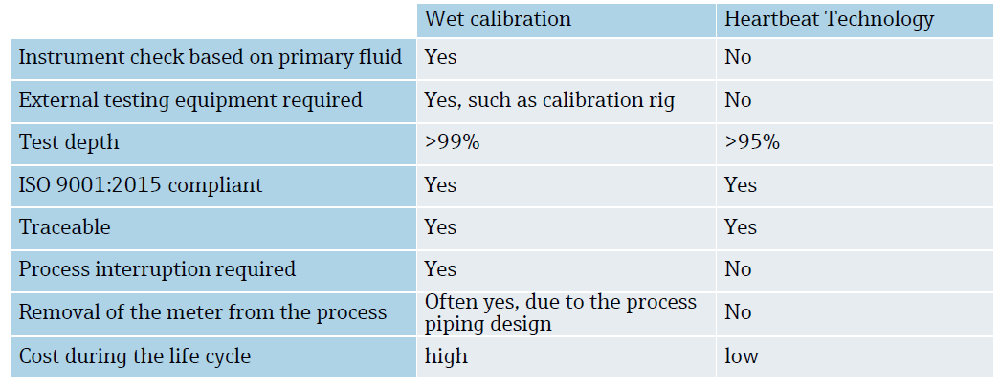 Wet calibration Heartbeat Technology
Instrument check based on primary fluid Yes No
External testing equipment required Yes, such as calibration rig No
Test depth >99% >95%
ISO 9001:2015 compliant Yes Yes
Traceable Yes Yes
Process interruption required Yes No
Removal of the meter from the process Often yes, due to the process piping design No
Cost during the life cycle high low